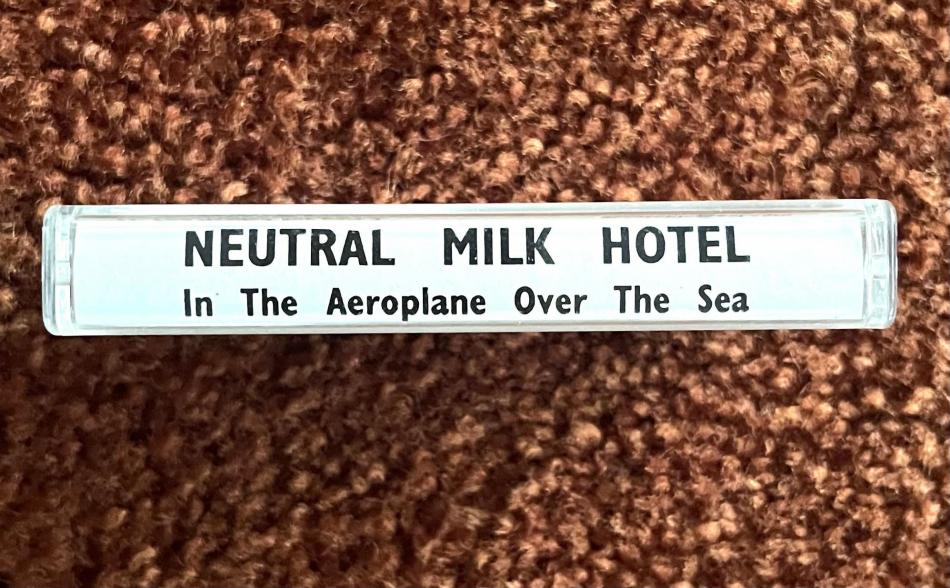 NEUTRAL MILK HOTEL
In The Aeroplane Over The Sea